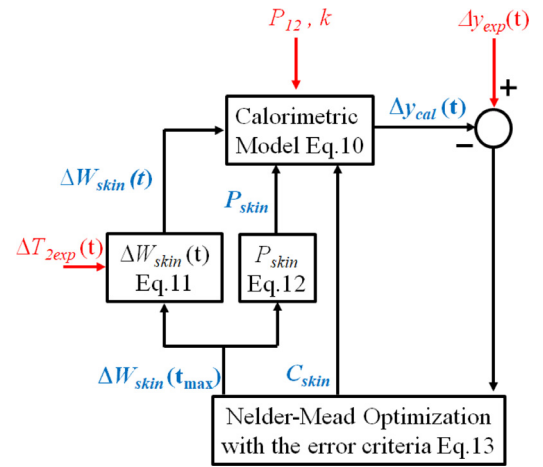 P12 , k
Δyexp(t)
+
Calorimetric
Model Eq.10
Δycal (t)
−
ΔWskin(t)
Pskin
ΔT2exp(t)
ΔWskin(t)
Eq.11
Pskin
Eq.12
ΔWskin(tmax)
Cskin
Nelder-Mead Optimization
with the error criteria Eq.13